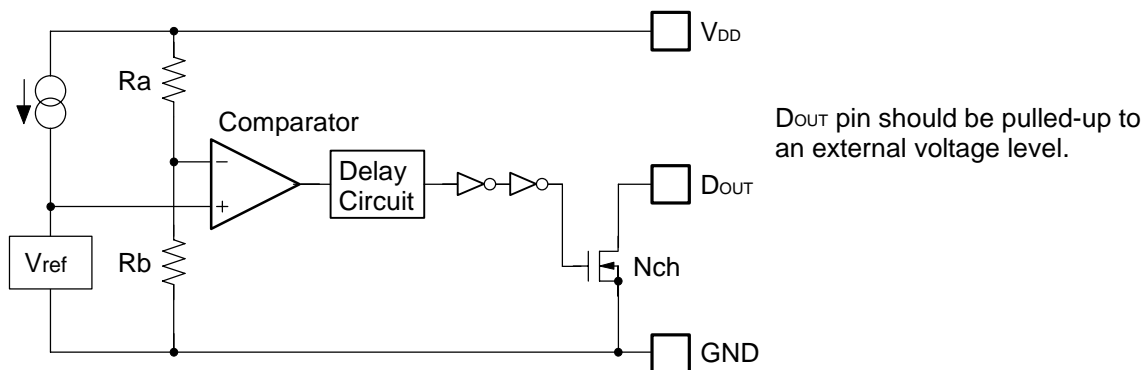 VDD
Ra
DOUT pin should be pulled-up to
an external voltage level.
Comparator
−
Delay
Circuit
DOUT
+
Vref
Rb
Nch
GND